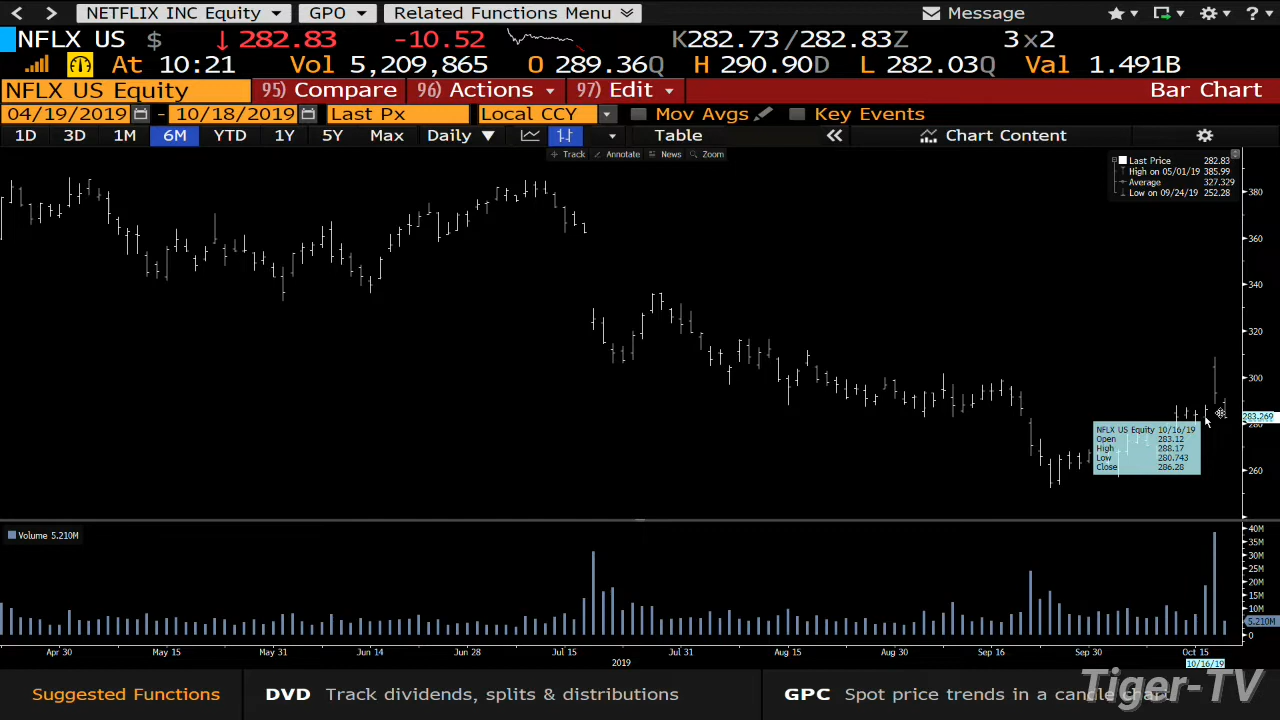 NETFLIX INC Equity GPO Related Functions Menu Message ?
NFLX US $ ↓ 282.83 -10.52 K282.73/282.83Z 3x2
At 10:21 Vol 5,209,865 O 289.36Q H 290.90D L 282.03Q Val 1.491B
NFLX US Equity 95) Compare 96) Actions 97) Edit Bar Chart
04/19/2019 - 10/18/2019 Last Px Local CCY Mov Avgs Key Events
1D 3D 1M 6M YTD 1Y 5Y Max Daily ▼ Table « Chart Content
Track Annotate News Zoom
Last Price 282.83
High on 05/01/19 385.99
Average 327.329
Low on 09/24/19 252.28
380
360
340
320
300
283.269
280
260
NFLX US Equity 10/16/19
Open 283.12
High 288.17
Low 280.743
Close 286.28
Volume 5.210M
40M
35M
30M
25M
20M
15M
10M
5.210M
0
Apr 30 May 15 May 31 Jun 14 Jun 28 Jul 15 Jul 31 Aug 15 Aug 30 Sep 16 Sep 30 Oct 15
2019 10/16/19
Suggested Functions DVD Track dividends, splits & distributions GPC Spot price trends in a candle chart
Tiger-TV